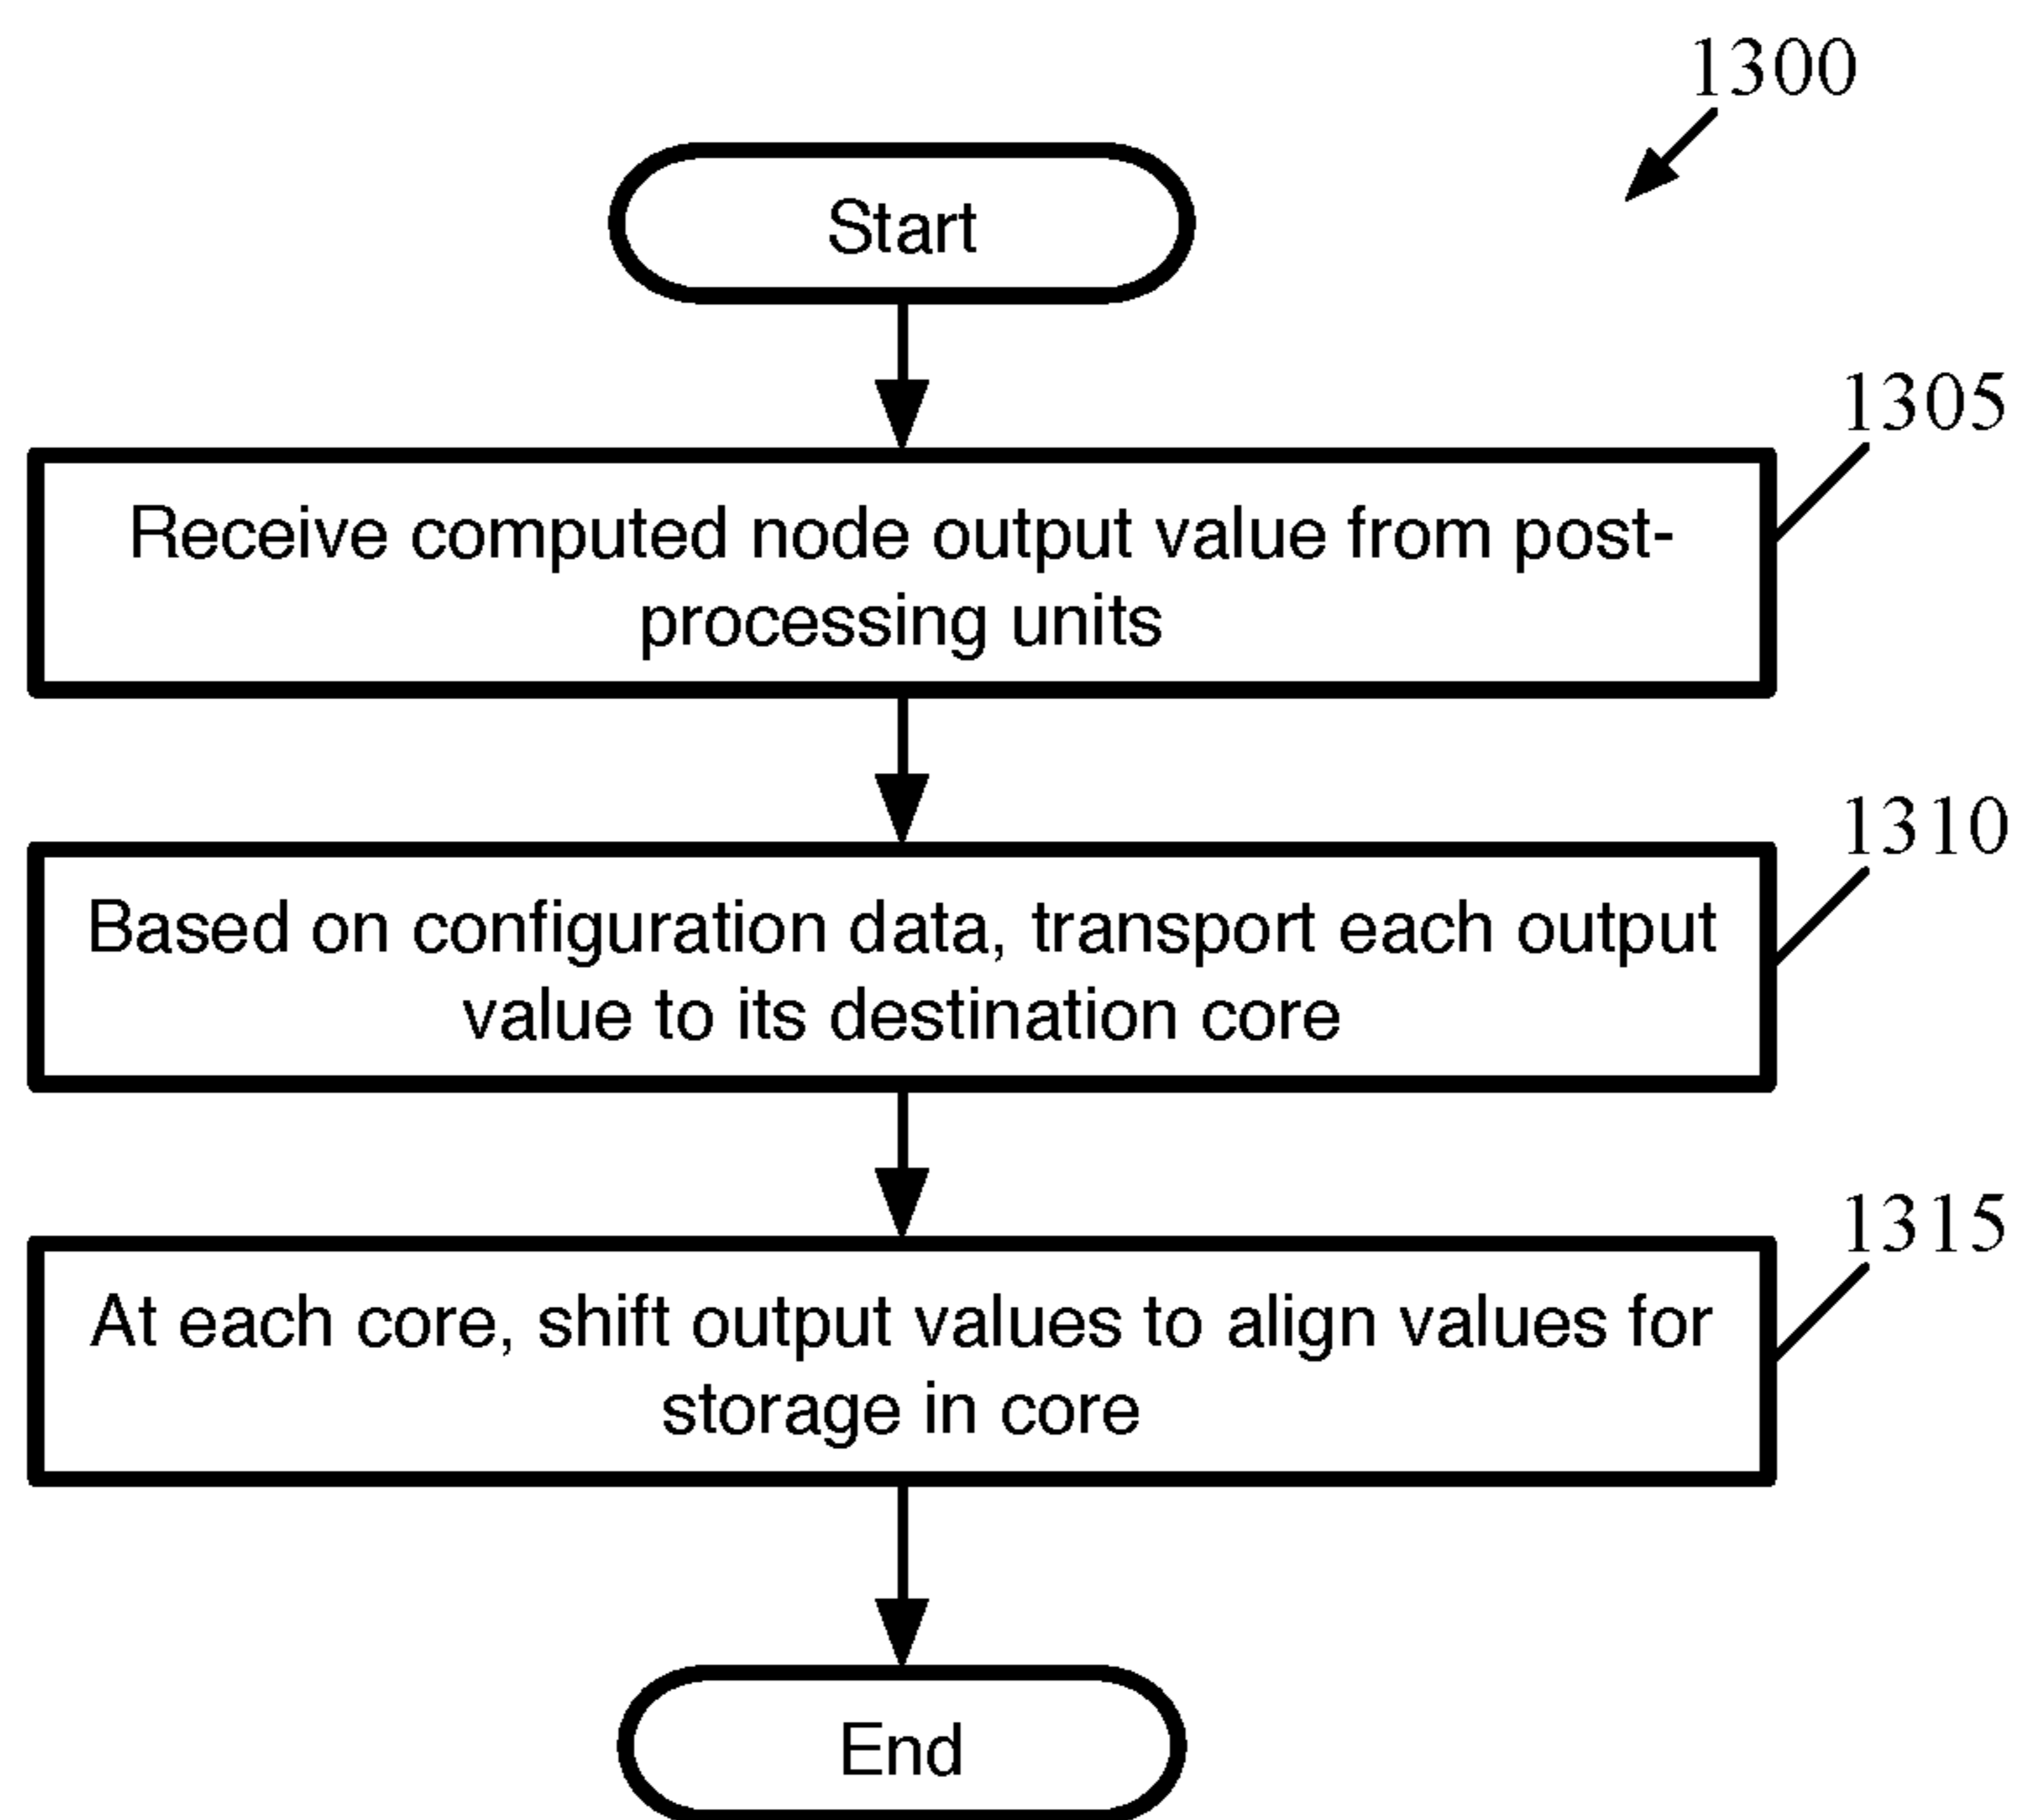 1300
Start
1305
Receive computed node output value from post-
processing units
1310
Based on configuration data, transport each output
value to its destination core
1315
At each core, shift output values to align values for
storage in core
End